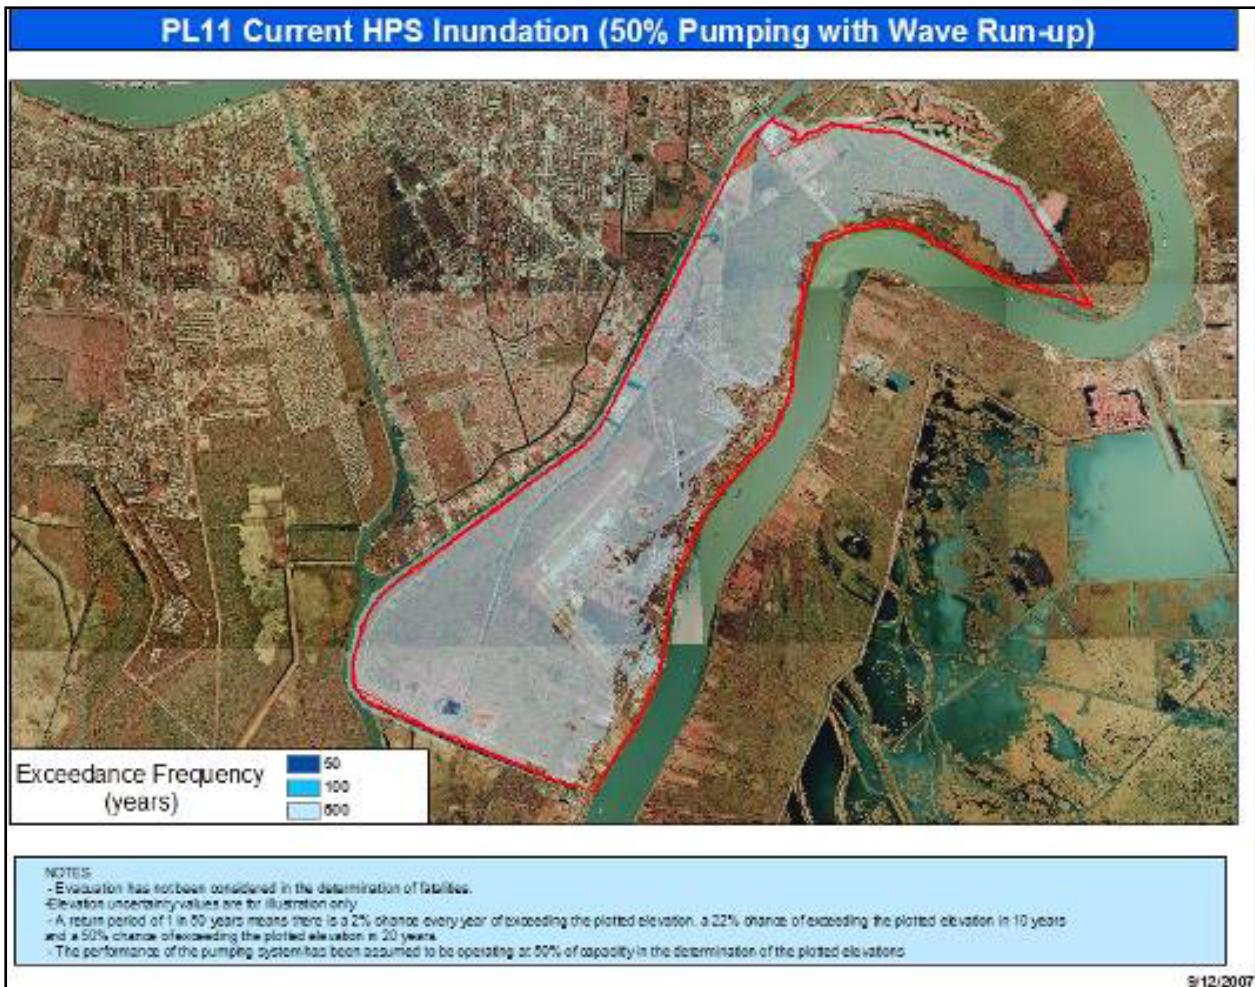 PL11 Current HPS Inundation (50% Pumping with Wave Run-up)
Exceedance Frequency
(years)
50
100
500
NOTES
- Evacuation has not been considered in the determination of fatalities.
-Elevation uncertainty values are for illustration only
- A return period of 1 in 50 years means there is a 2% chance every year of exceeding the plotted elevation, a 22% chance of exceeding the plotted elevation in 10 years
and a 50% chance of exceeding the plotted elevation in 20 years.
- The performance of the pumping system has been assumed to be operating at 50% of capacity in the determination of the plotted elevations
9/12/2007